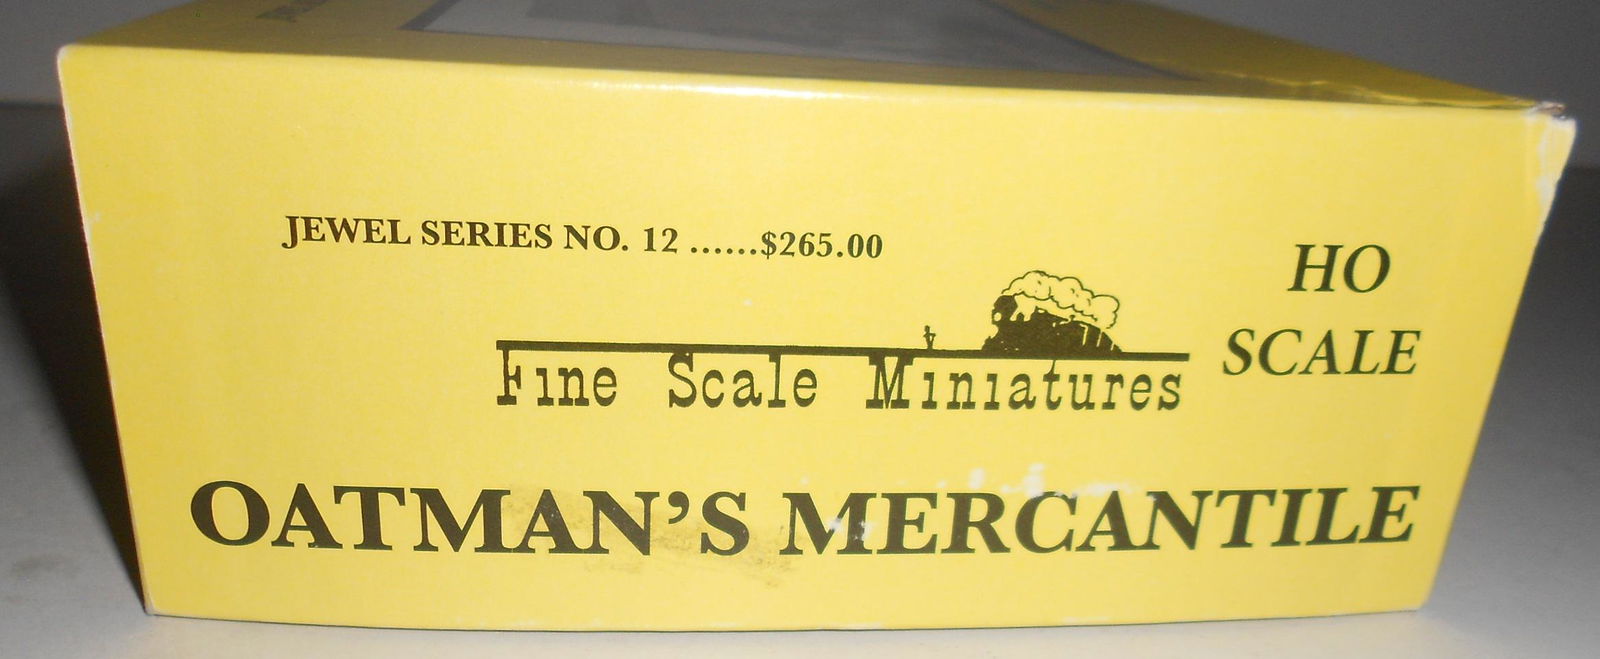 JEWEL SERIES NO. 12 ......$265.00
HO
SCALE
Fine Scale Miniatures
OATMAN'S MERCANTILE